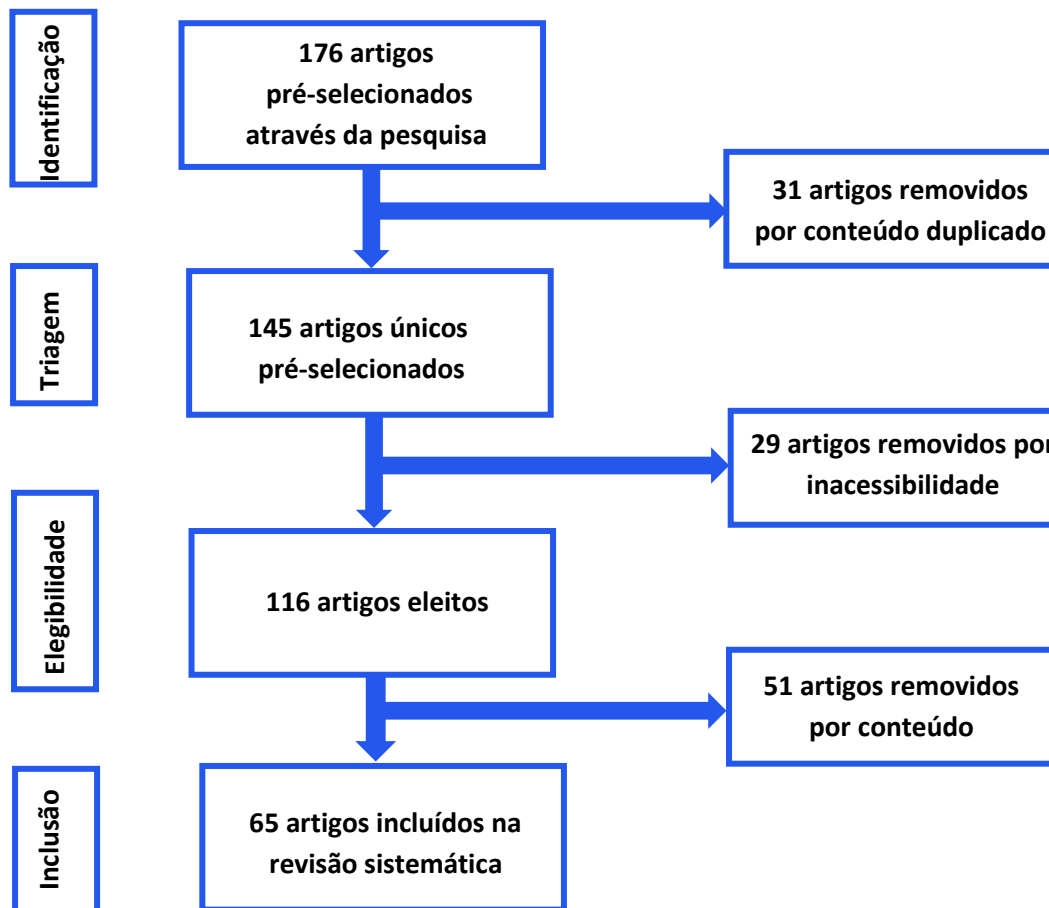 Identificação
176 artigos
pré-selecionados
através da pesquisa
31 artigos removidos
por conteúdo duplicado
Triagem
145 artigos únicos
pré-selecionados
29 artigos removidos por
inacessibilidade
Elegibilidade
116 artigos eleitos
51 artigos removidos
por conteúdo
Inclusão
65 artigos incluídos na
revisão sistemática